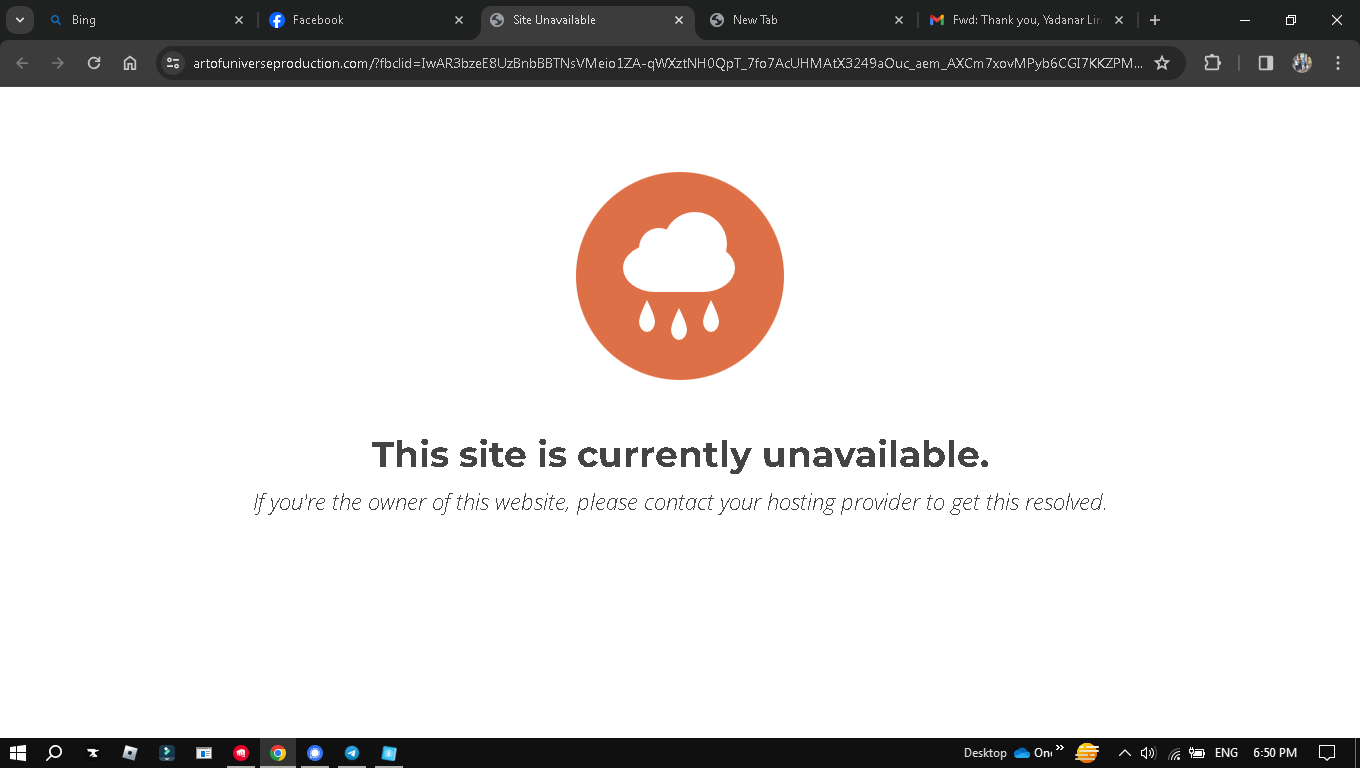 Bing
Facebook
Site Unavailable
New Tab
Fwd: Thank you, Yadanar Lin
artofuniverseproduction.com/?fbclid=IwAR3bzeE8UzBnbBBTNsVMeio1ZA-qWXztNH0QpT_7fo7AcUHMAtX3249aOuc_aem_AXCm7xovMPyb6CGI7KKZPM...
This site is currently unavailable.
If you're the owner of this website, please contact your hosting provider to get this resolved.
Desktop
ENG
6:50 PM